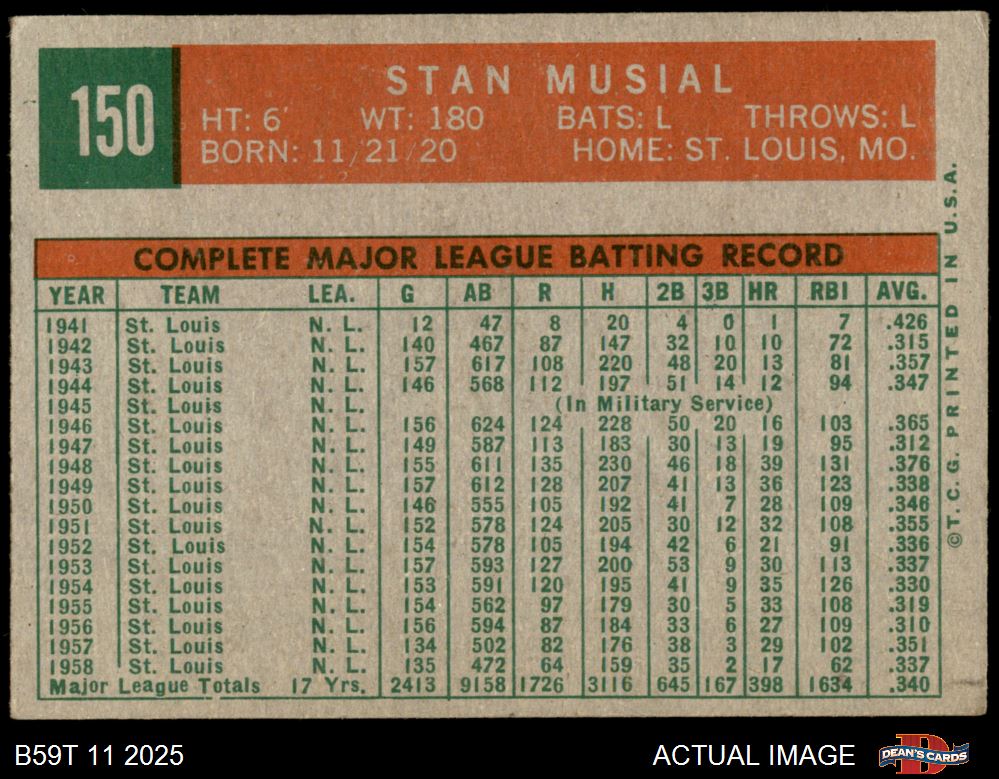 150
STAN MUSIAL
HT: 6' WT: 180 BATS: L THROWS: L
BORN: 11/21/20 HOME: ST. LOUIS, MO.
COMPLETE MAJOR LEAGUE BATTING RECORD
YEAR TEAM LEA. G AB R H 2B 3B HR RBI AVG.
1941 St. Louis N. L. 12 47 8 20 4 0 1 7 .426
1942 St. Louis N. L. 140 467 87 147 32 10 10 72 .315
1943 St. Louis N. L. 157 617 108 220 48 20 13 81 .357
1944 St. Louis N. L. 146 568 112 197 51 14 12 94 .347
1945 St. Louis N. L. (In Military Service)
1946 St. Louis N. L. 156 624 124 228 50 20 16 103 .365
1947 St. Louis N. L. 149 587 113 183 30 13 19 95 .312
1948 St. Louis N. L. 155 611 135 230 46 18 39 131 .376
1949 St. Louis N. L. 157 612 128 207 41 13 36 123 .338
1950 St. Louis N. L. 146 555 105 192 41 7 28 109 .346
1951 St. Louis N. L. 152 578 124 205 30 12 32 108 .355
1952 St. Louis N. L. 154 578 105 194 42 6 21 91 .336
1953 St. Louis N. L. 157 593 127 200 53 9 30 113 .337
1954 St. Louis N. L. 153 591 120 195 41 9 35 126 .330
1955 St. Louis N. L. 154 562 97 179 30 5 33 108 .319
1956 St. Louis N. L. 156 594 87 184 33 6 27 109 .310
1957 St. Louis N. L. 134 502 82 176 38 3 29 102 .351
1958 St. Louis N. L. 135 472 64 159 35 2 17 62 .337
Major League Totals 17 Yrs. 2413 9158 1726 3116 645 167 398 1634 .340
©T.C.G. PRINTED IN U.S.A.
B59T 11 2025 ACTUAL IMAGE
DEAN'S CARDS